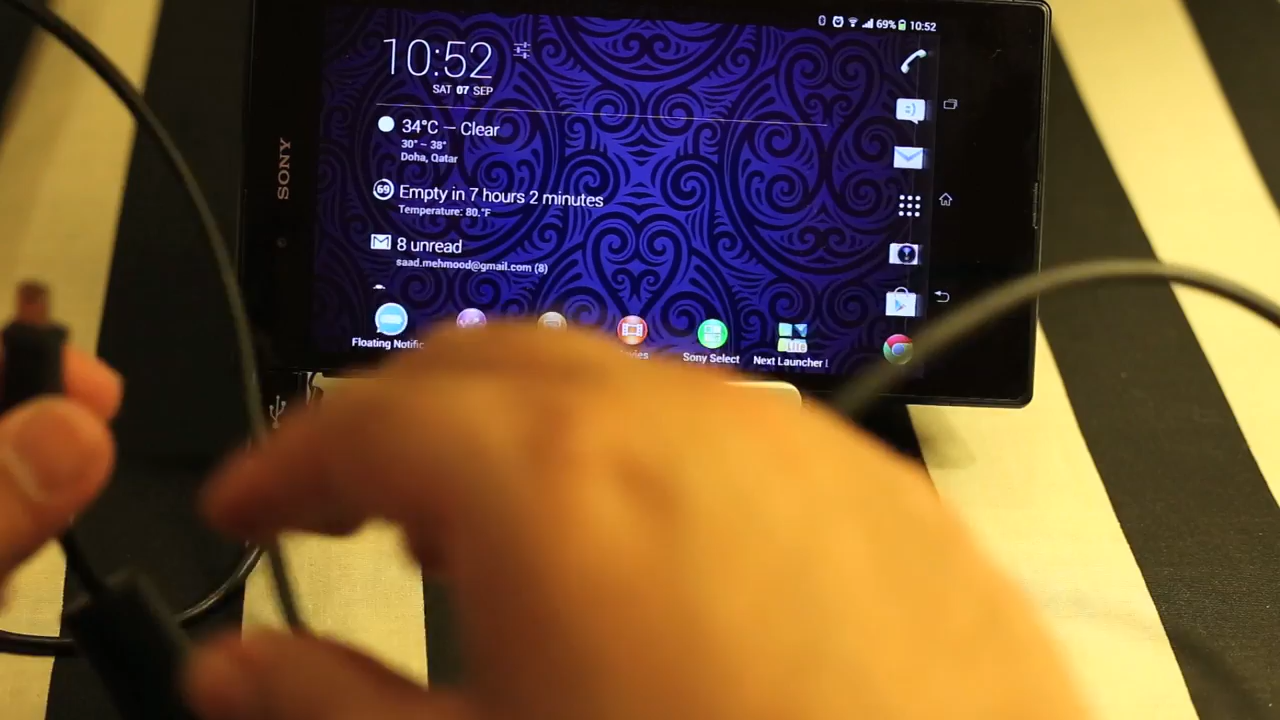 69% 10:52
10:52
SAT 07 SEP
34°C – Clear
30° – 38°
Doha, Qatar
69 Empty in 7 hours 2 minutes
Temperature: 80.°F
8 unread
saad.mehmood@gmail.com (8)
SONY
Floating Notific
Sony Select
Next Launcher L
Lite